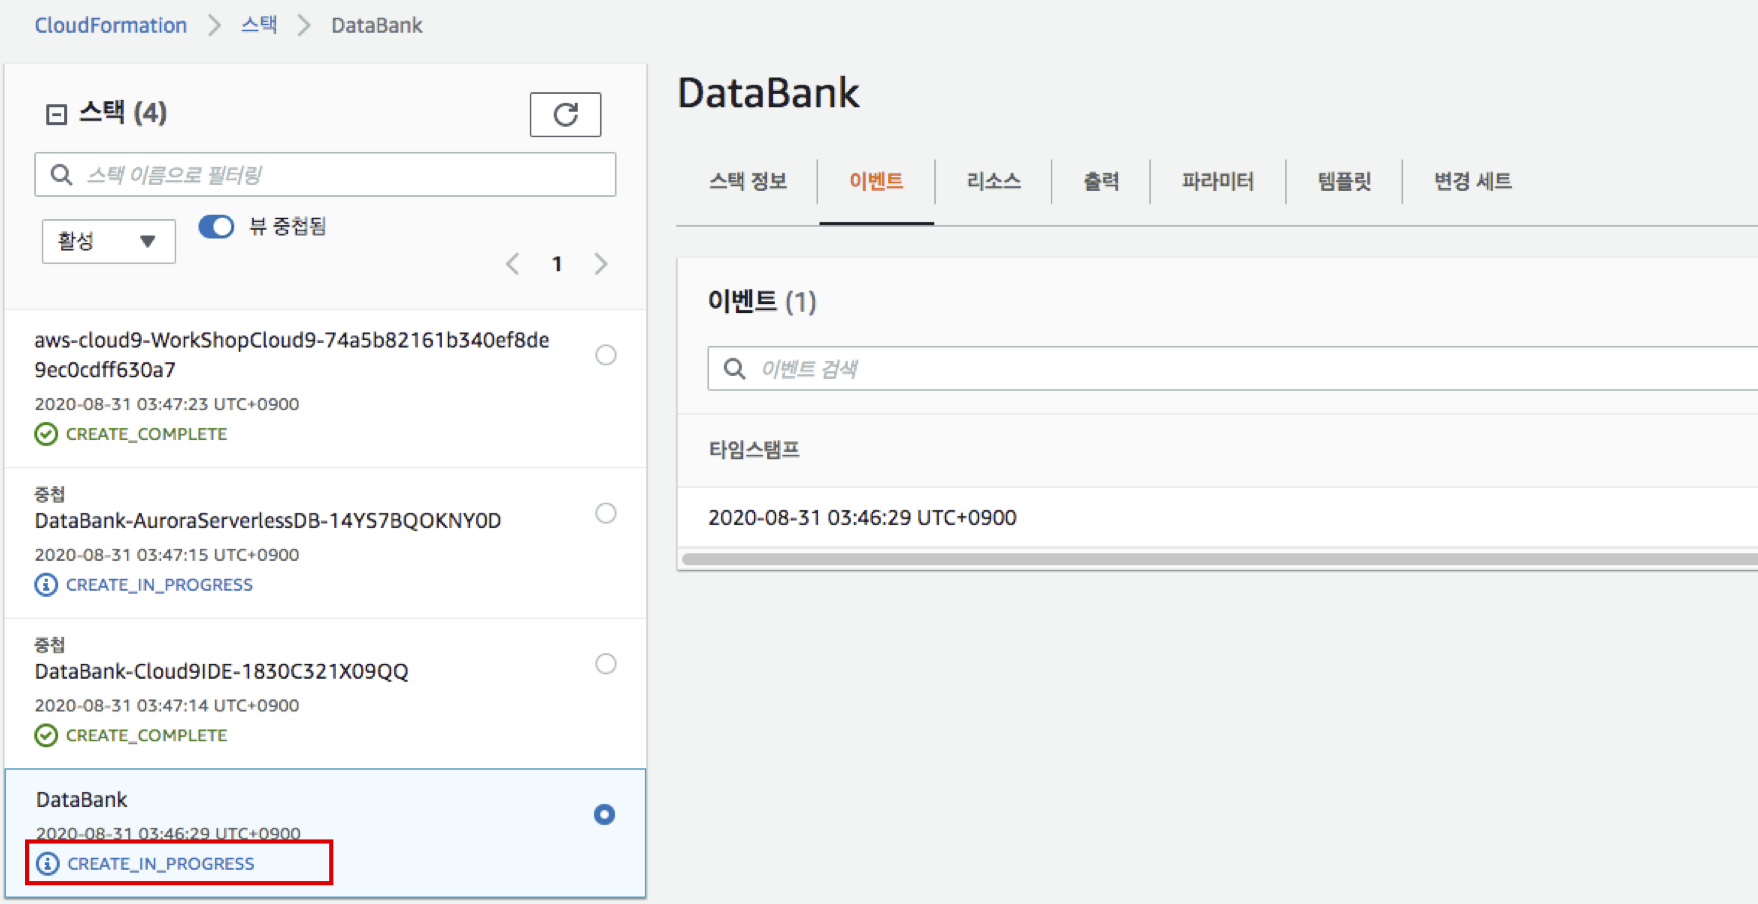 CloudFormation > 스택 > DataBank
스택 (4)
스택 이름으로 필터링
활성
뷰 중첩됨
1
aws-cloud9-WorkShopCloud9-74a5b82161b340ef8de
9ec0cdff630a7
2020-08-31 03:47:23 UTC+0900
CREATE_COMPLETE
중첩
DataBank-AuroraServerlessDB-14YS7BQOKNY0D
2020-08-31 03:47:15 UTC+0900
CREATE_IN_PROGRESS
중첩
DataBank-Cloud9IDE-1830C321X09QQ
2020-08-31 03:47:14 UTC+0900
CREATE_COMPLETE
DataBank
2020-08-31 03:46:29 UTC+0900
CREATE_IN_PROGRESS
DataBank
스택 정보 이벤트 리소스 출력 파라미터 템플릿 변경 세트
이벤트 (1)
이벤트 검색
타임스탬프
2020-08-31 03:46:29 UTC+0900